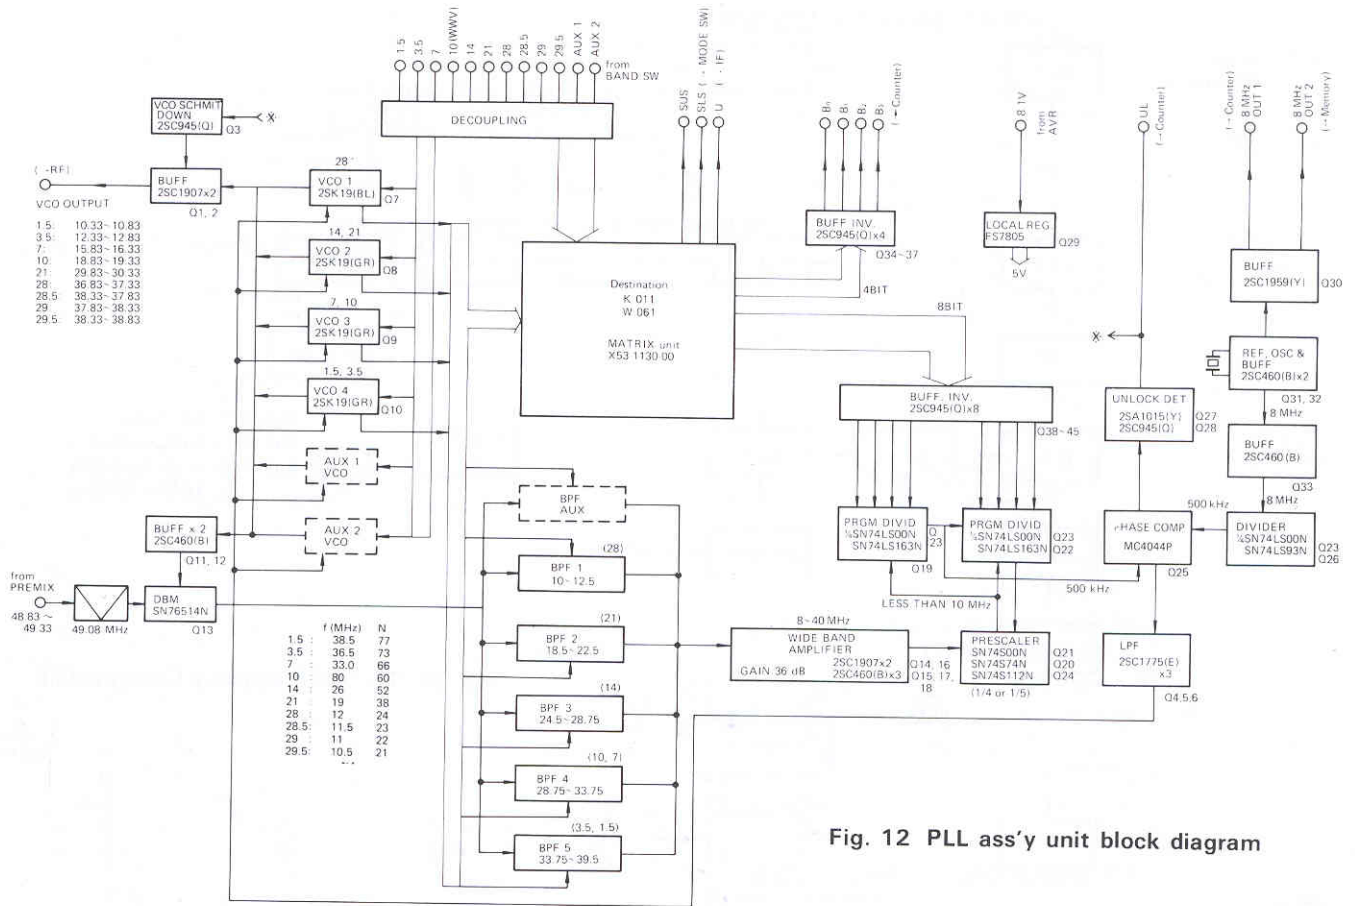 1.5
3.5
7
10(WWV)
14
21
28
28.5
29
29.5
AUX 1
AUX 2
from
BAND SW
DECOUPLING
SUS
SLS (→ MODE SW)
U (→ IF)
B₀
B₁
B₂
B₃
(→ Counter)
8.1V
from
AVR
UL
(→ Counter)
(→ Counter)
8 MHz
OUT 1
8 MHz
OUT 2
(→ Memory)
VCO SCHMIT
DOWN
2SC945(Q)
Q3
(→RF)
BUFF
2SC1907x2
Q1, 2
VCO OUTPUT
1.5: 10.33~10.83
3.5: 12.33~12.83
7: 15.83~16.33
10: 18.83~19.33
21: 29.83~30.33
28: 36.83~37.33
28.5 38.33~37.83
29 37.83~38.33
29.5 38.33~38.83
28
VCO 1
2SK19(BL)
Q7
14, 21
VCO 2
2SK19(GR)
Q8
7, 10
VCO 3
2SK19(GR)
Q9
1.5, 3.5
VCO 4
2SK19(GR)
Q10
AUX 1
VCO
AUX 2
VCO
BUFF x 2
2SC460(B)
Q11, 12
from
PREMIX
48.83 ~
49.33
49.08 MHz
DBM
SN76514N
Q13
f (MHz) N
1.5 : 38.5 77
3.5 : 36.5 73
7 : 33.0 66
10 : 80 60
14 : 26 52
21 : 19 38
28 : 12 24
28.5: 11.5 23
29 : 11 22
29.5: 10.5 21
Destination
K 011
W 061
MATRIX unit
X53 1130 00
BUFF INV.
2SC945(Q)x4
Q34~37
4BIT
8BIT
LOCAL REG
FS7805
Q29
5V
BUFF. INV.
2SC945(Q)x8
Q38~45
BPF
AUX
(28)
BPF 1
10~12.5
(21)
BPF 2
18.5~22.5
(14)
BPF 3
24.5~28.75
(10, 7)
BPF 4
28.75~33.75
(3.5, 1.5)
BPF 5
33.75~39.5
PRGM DIVID
¼SN74LS00N
SN74LS163N
Q
23
Q19
PRGM DIVID
¼SN74LS00N
SN74LS163N
Q23
Q22
LESS THAN 10 MHz
500 kHz
8~40 MHz
WIDE BAND
AMPLIFIER
2SC1907x2
GAIN 36 dB 2SC460(B)x3
Q14, 16
Q15, 17,
18
PRESCALER
SN74S00N
SN74S74N
SN74S112N
Q21
Q20
Q24
(1/4 or 1/5)
UNLOCK DET.
2SA1015(Y)
2SC945(Q)
Q27
Q28
PHASE COMP
MC4044P
Q25
LPF
2SC1775(E)
x3
Q4,5,6
BUFF
2SC1959(Y)
Q30
REF, OSC &
BUFF
2SC460(B)x2
Q31, 32
8 MHz
BUFF
2SC460 (B)
Q33
8 MHz
500 kHz
DIVIDER
¼SN74LS00N
SN74LS93N
Q23
Q26
Fig. 12 PLL ass'y unit block diagram